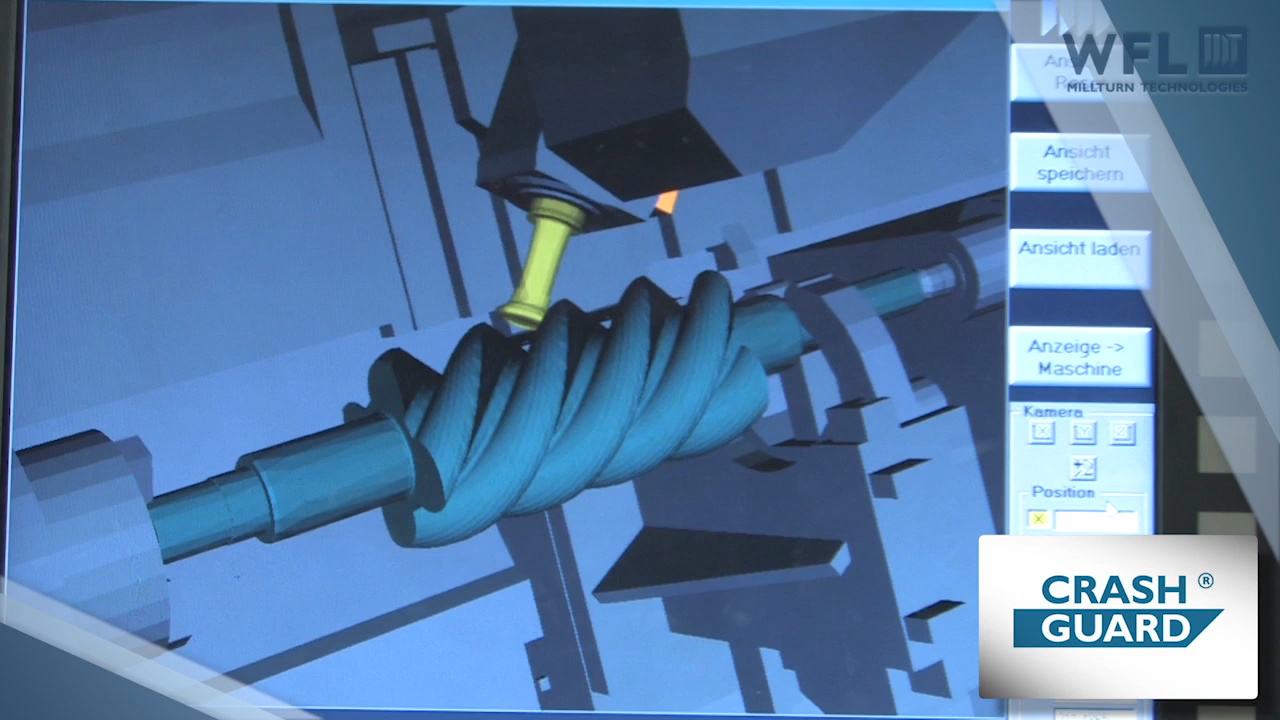 WFL
MILLTURN TECHNOLOGIES
Ansicht
speichern
Ansicht laden
Anzeige ->
Maschine
Kamera
X Y Z
Position
X
CRASH ®
GUARD